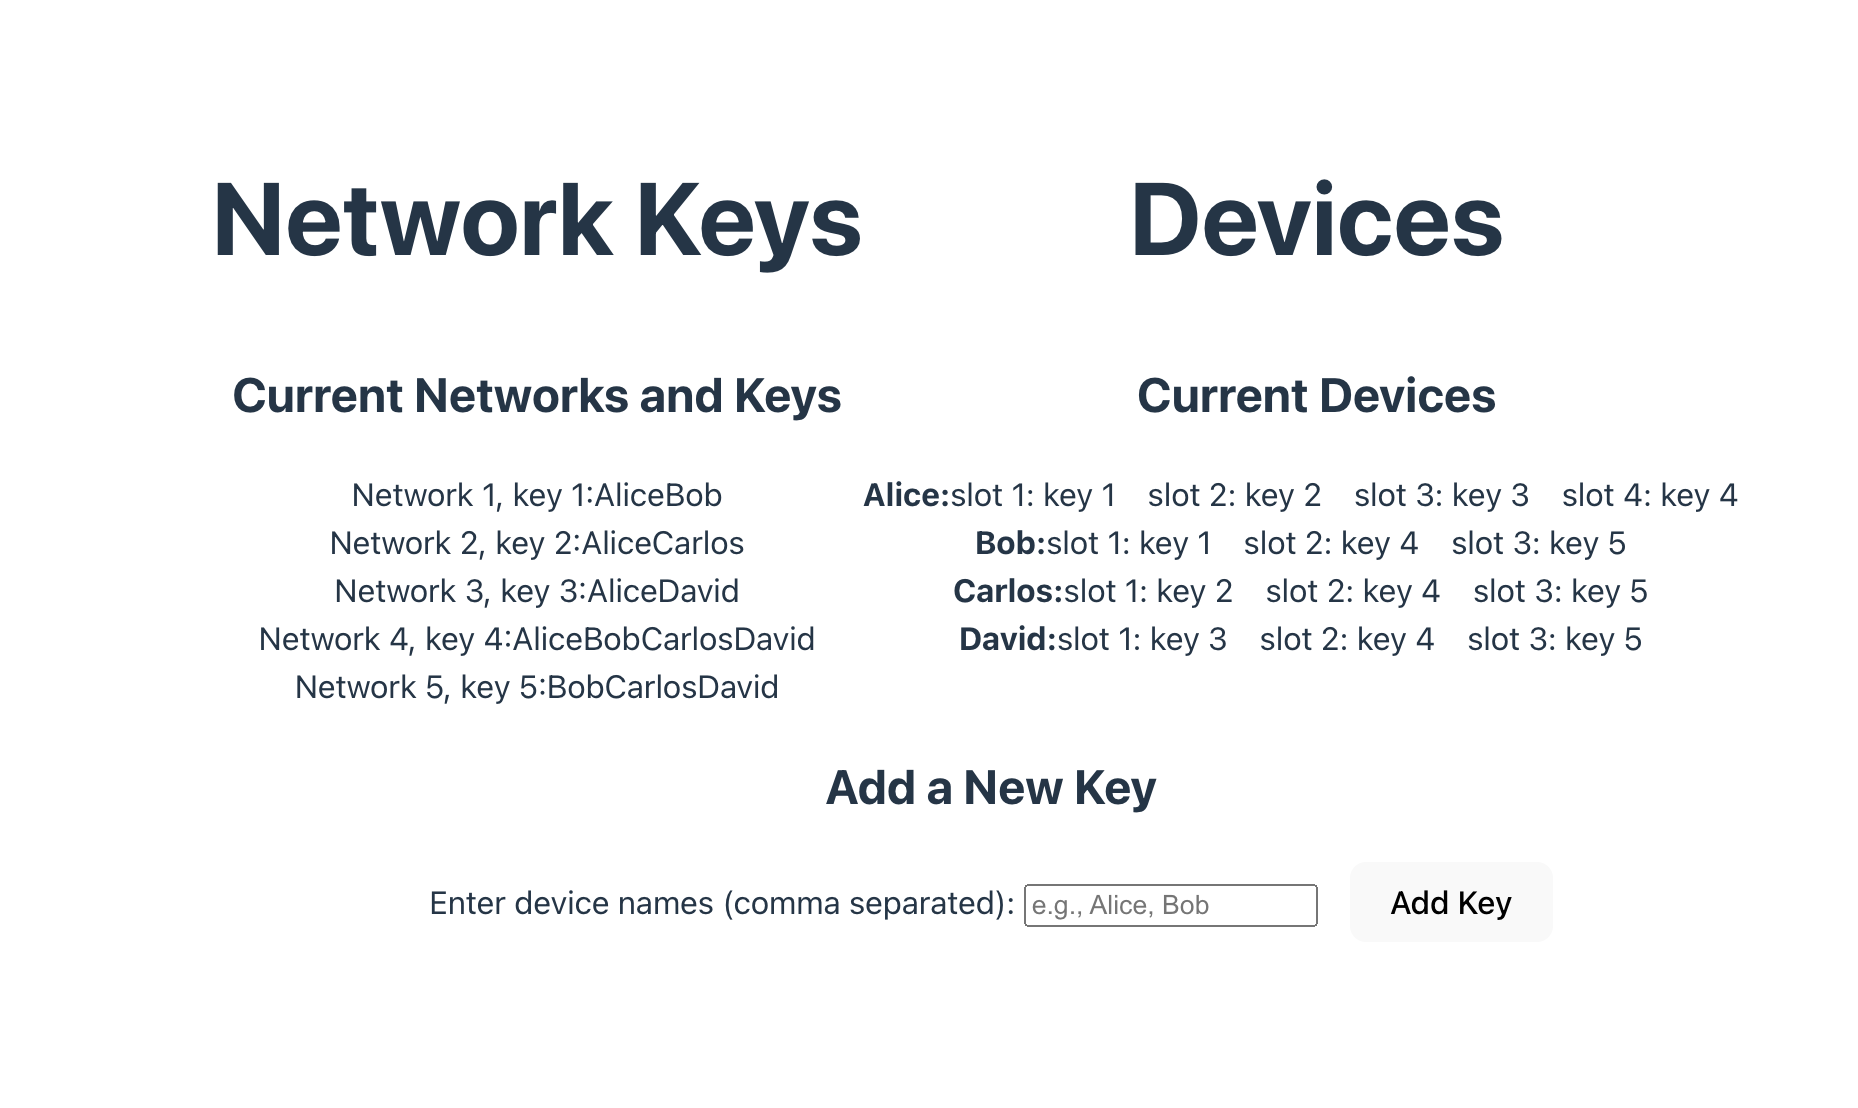 Network Keys
Current Networks and Keys
Network 1, key 1:AliceBob
Network 2, key 2:AliceCarlos
Network 3, key 3:AliceDavid
Network 4, key 4:AliceBobCarlosDavid
Network 5, key 5:BobCarlosDavid
Devices
Current Devices
Alice:slot 1: key 1 slot 2: key 2 slot 3: key 3 slot 4: key 4
Bob:slot 1: key 1 slot 2: key 4 slot 3: key 5
Carlos:slot 1: key 2 slot 2: key 4 slot 3: key 5
David:slot 1: key 3 slot 2: key 4 slot 3: key 5
Add a New Key
Enter device names (comma separated): e.g., Alice, Bob Add Key